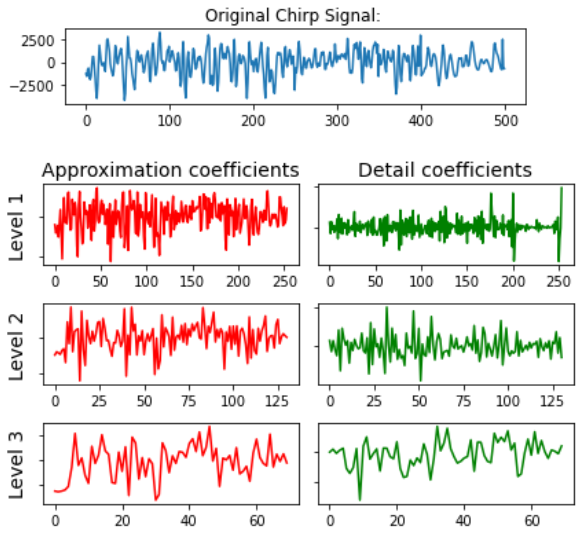 Original Chirp Signal:
2500
0
−2500
0 100 200 300 400 500
Approximation coefficients Detail coefficients
Level 1
0 50 100 150 200 250 0 50 100 150 200 250
Level 2
0 25 50 75 100 125 0 25 50 75 100 125
Level 3
0 20 40 60 0 20 40 60